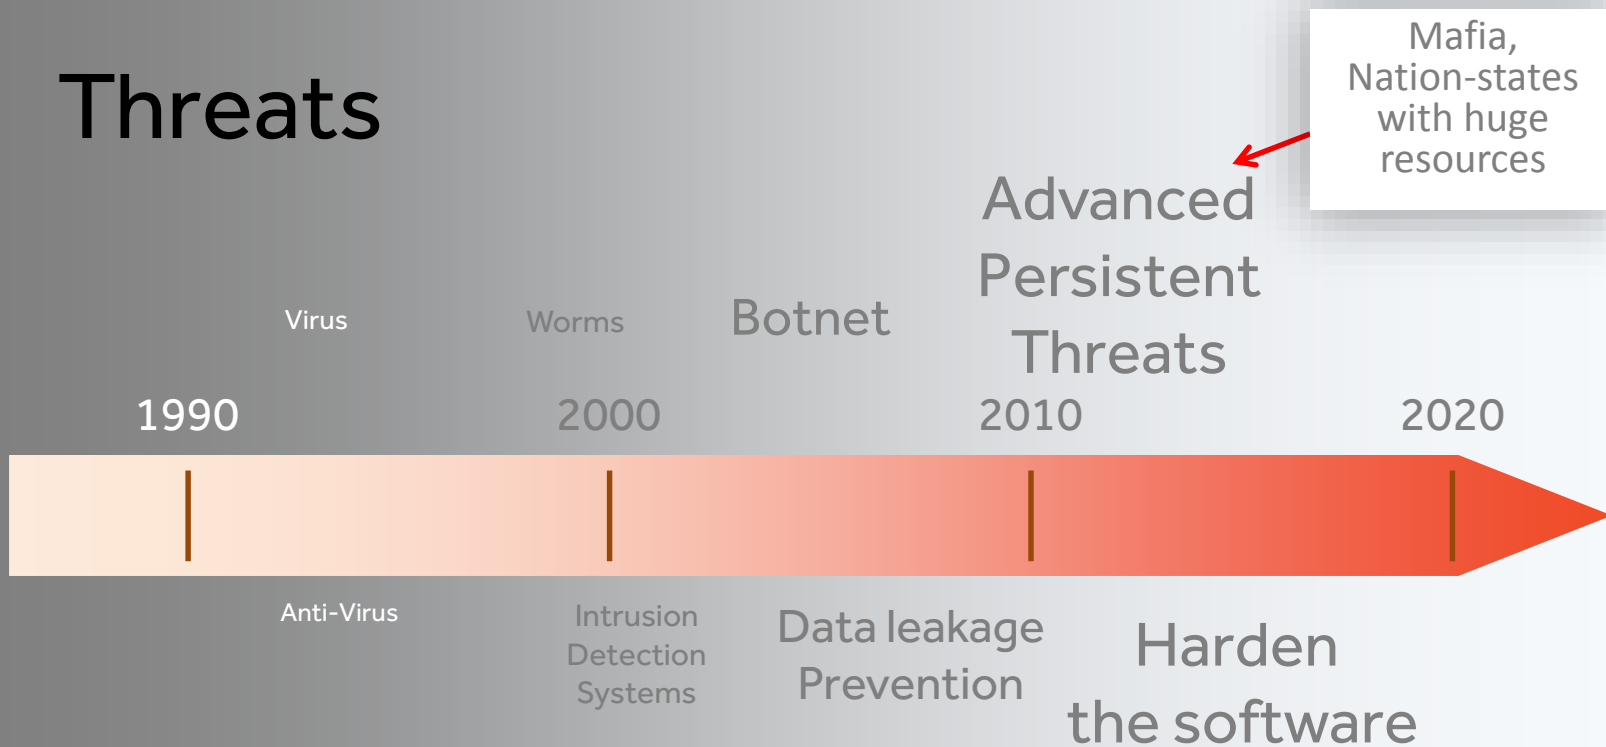 Threats
Mafia,
Nation-states
with huge
resources
Virus
Worms
Botnet
Advanced
Persistent
Threats
1990
2000
2010
2020
Anti-Virus
Intrusion
Detection
Systems
Data leakage
Prevention
Harden
the software